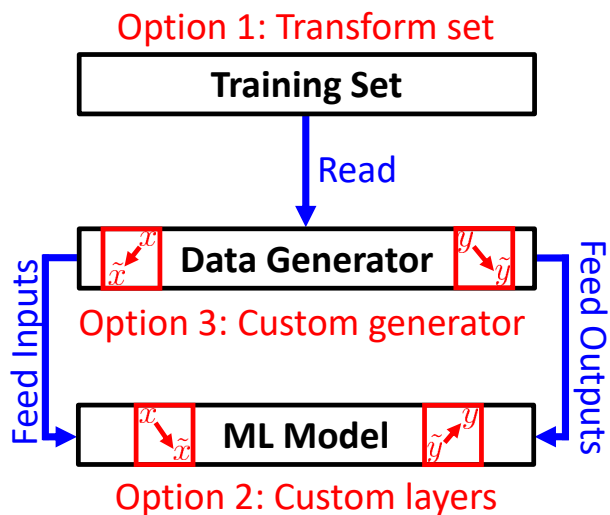 Option 1: Transform set
Training Set
Read
x
x̃
Data Generator
y
ỹ
Feed Inputs
Option 3: Custom generator
Feed Outputs
x
x̃
ML Model
ỹ
y
Option 2: Custom layers